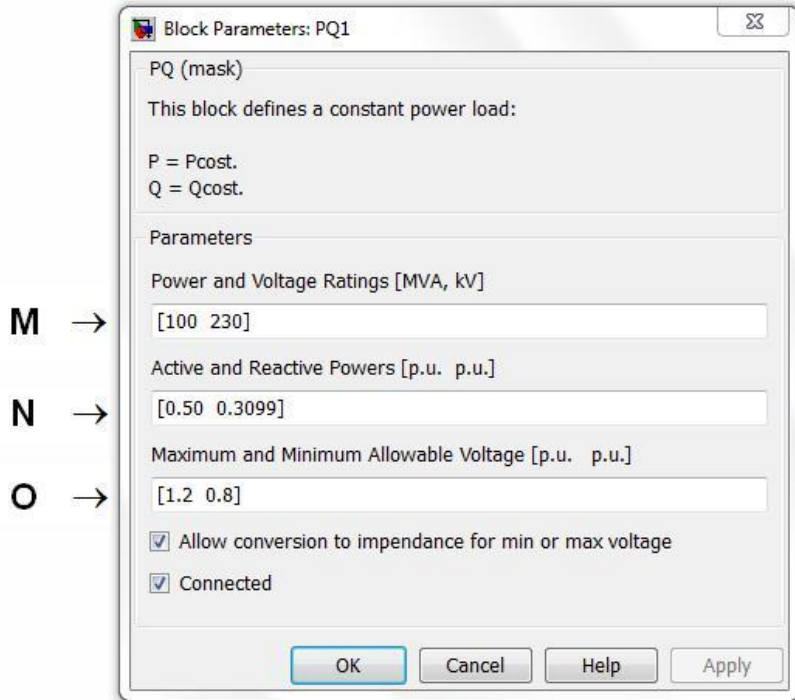 Block Parameters: PQ1
PQ (mask)
This block defines a constant power load:
P = Pcost.
Q = Qcost.
Parameters
Power and Voltage Ratings [MVA, kV]
M → [100 230]
Active and Reactive Powers [p.u. p.u.]
N → [0.50 0.3099]
Maximum and Minimum Allowable Voltage [p.u. p.u.]
O → [1.2 0.8]
Allow conversion to impendance for min or max voltage
Connected
OK Cancel Help Apply